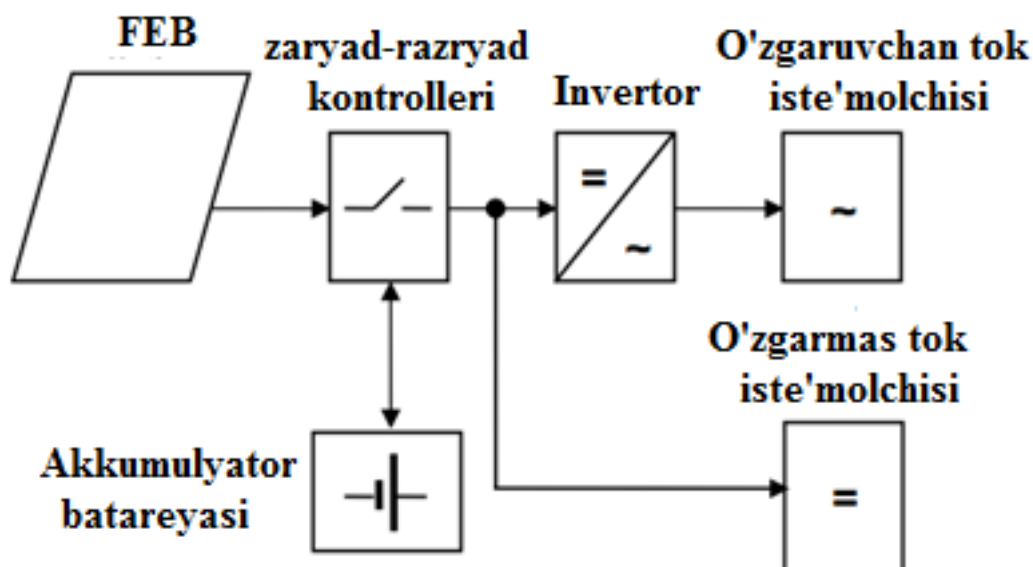 FEB
zaryad-razryad
kontrolleri
Invertor
O'zgaruvchan tok
iste'molchisi
=
~
~
O'zgarmas tok
iste'molchisi
=
Akkumulyator
batareyasi